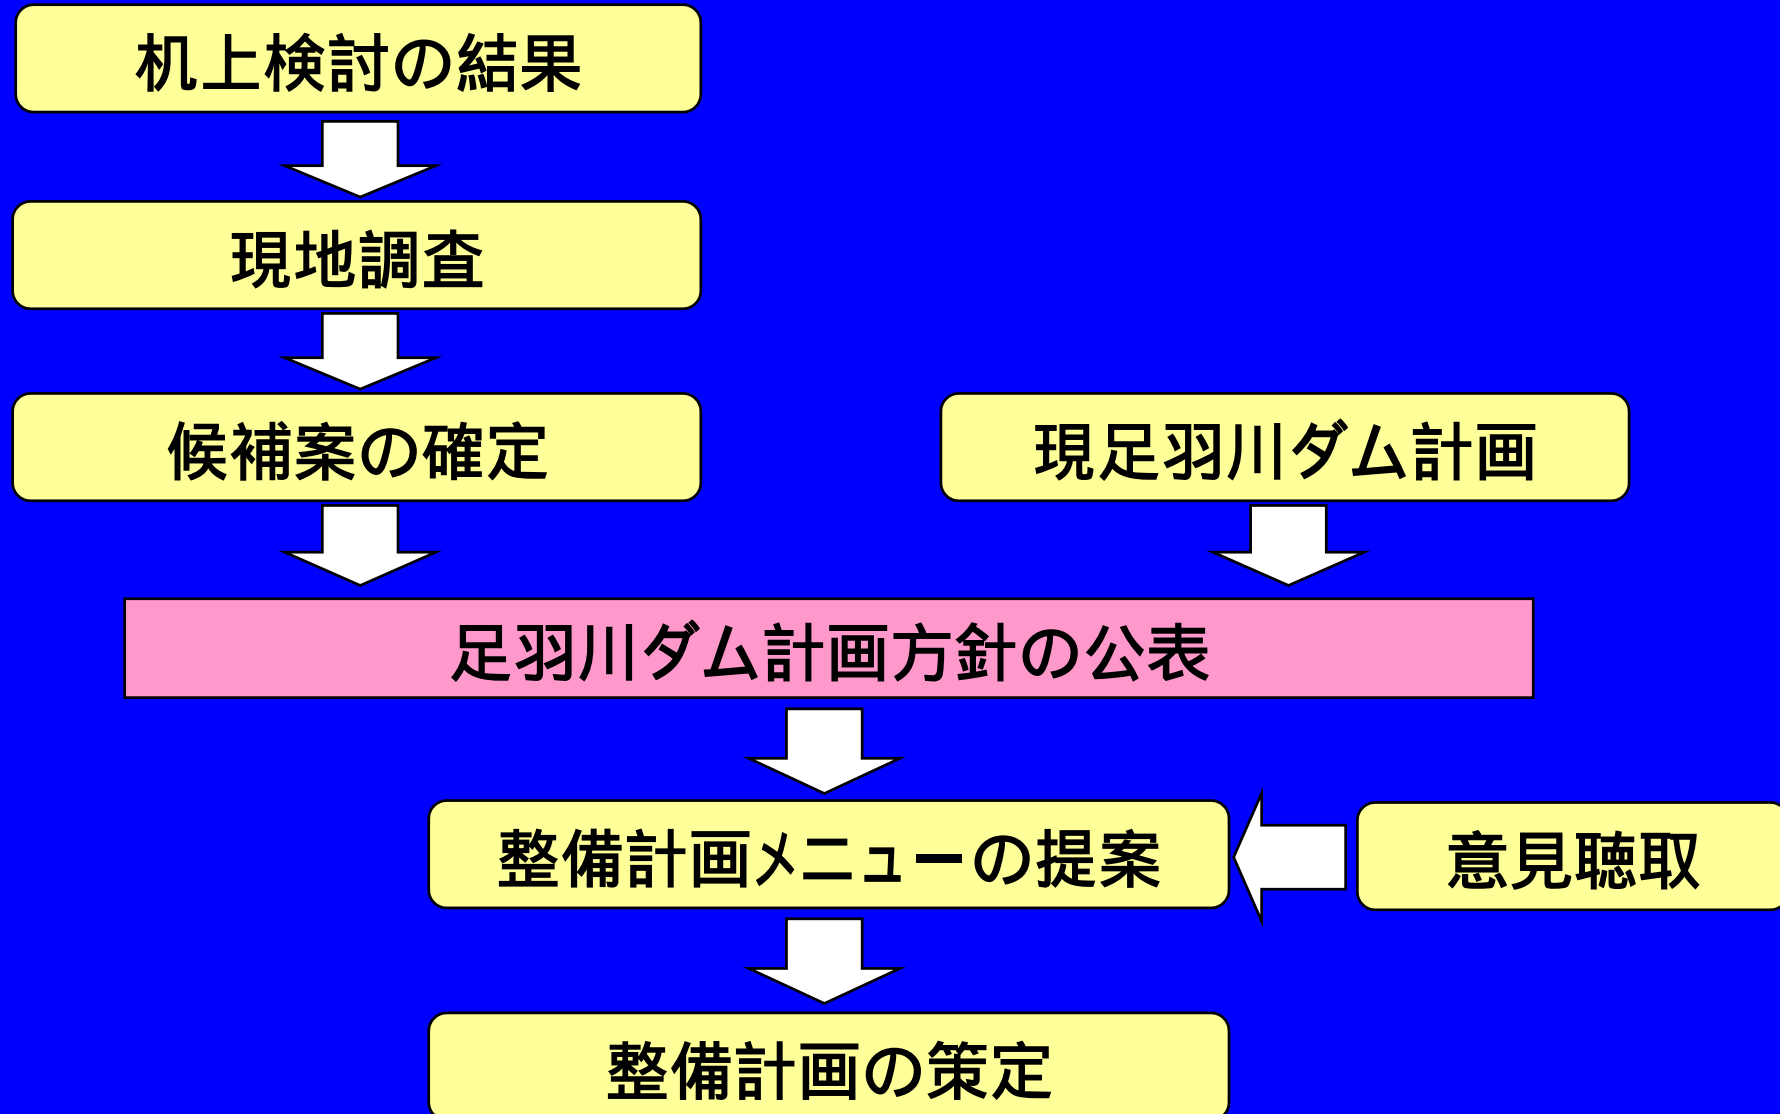 机上検討の結果
現地調査
候補案の確定
現足羽川ダム計画
足羽川ダム計画方針の公表
整備計画メニューの提案
意見聴取
整備計画の策定